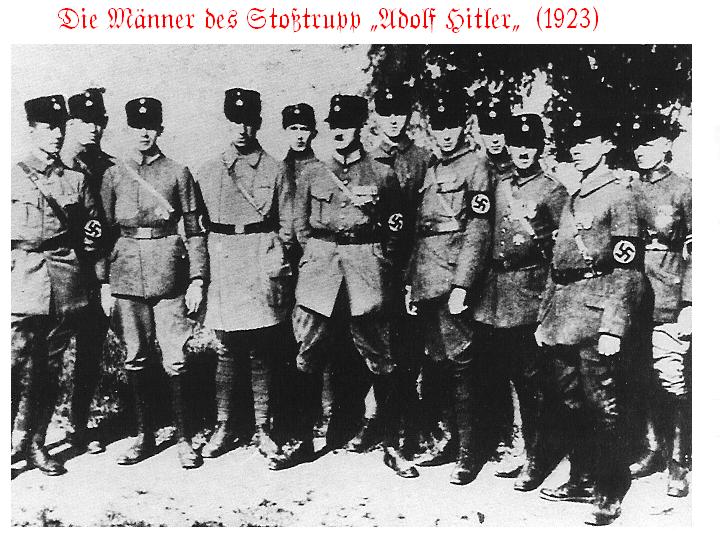 Die Männer des Stoßtrupp „Adolf Hitler„ (1923)